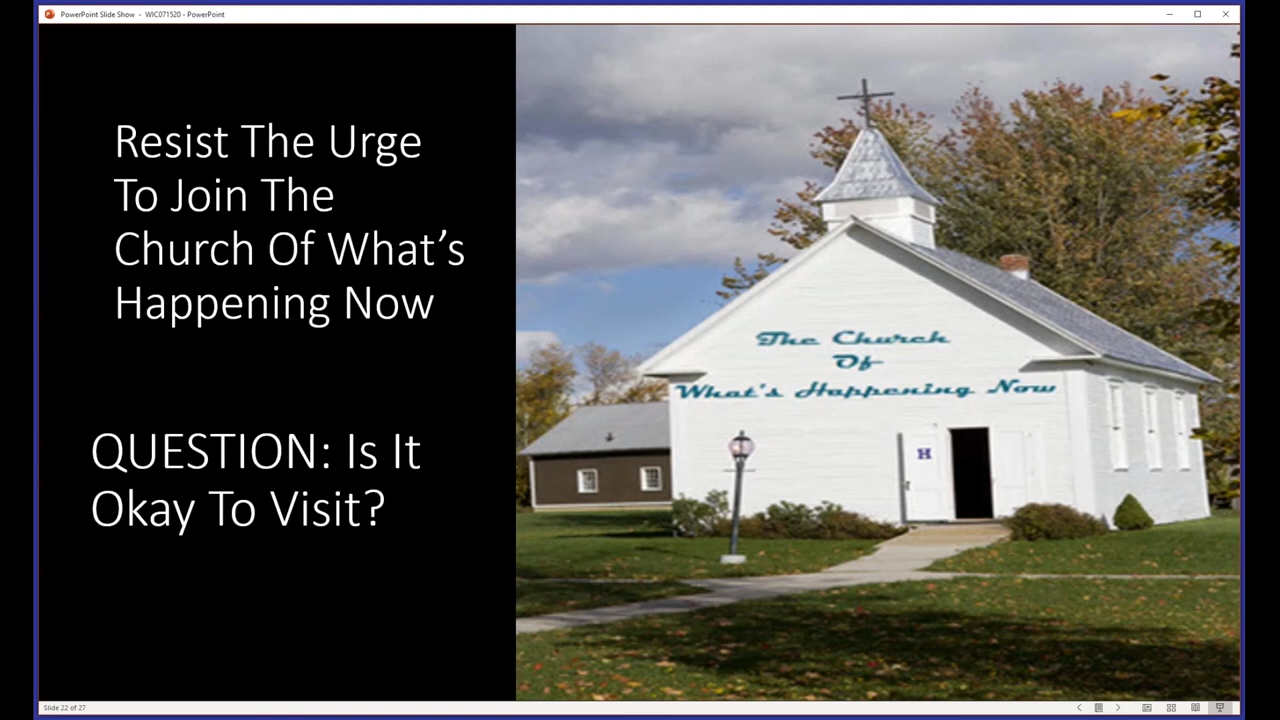 PowerPoint Slide Show - WIC071520 - PowerPoint
Resist The Urge
To Join The
Church Of What's
Happening Now
QUESTION: Is It
Okay To Visit?
The Church
Of
What's Happening Now
H
Slide 22 of 27